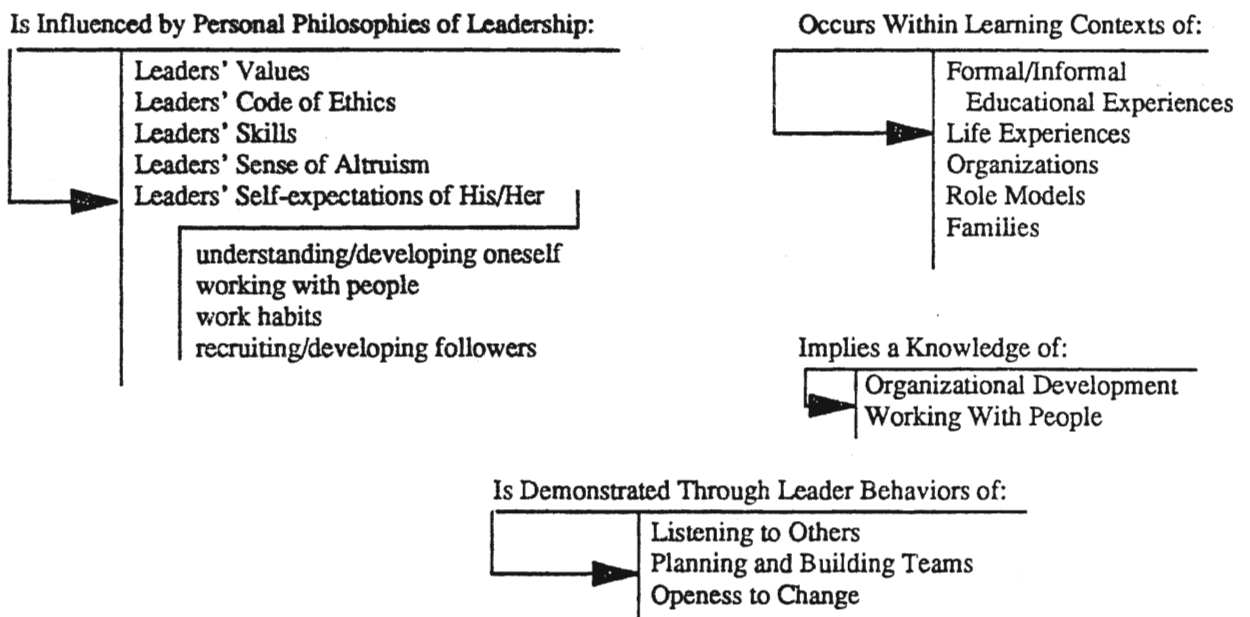 Is Influenced by Personal Philosophies of Leadership:
Leaders' Values
Leaders' Code of Ethics
Leaders' Skills
Leaders' Sense of Altruism
Leaders' Self-expectations of His/Her
understanding/developing oneself
working with people
work habits
recruiting/developing followers
Occurs Within Learning Contexts of:
Formal/Informal
Educational Experiences
Life Experiences
Organizations
Role Models
Families
Implies a Knowledge of:
Organizational Development
Working With People
Is Demonstrated Through Leader Behaviors of:
Listening to Others
Planning and Building Teams
Openess to Change